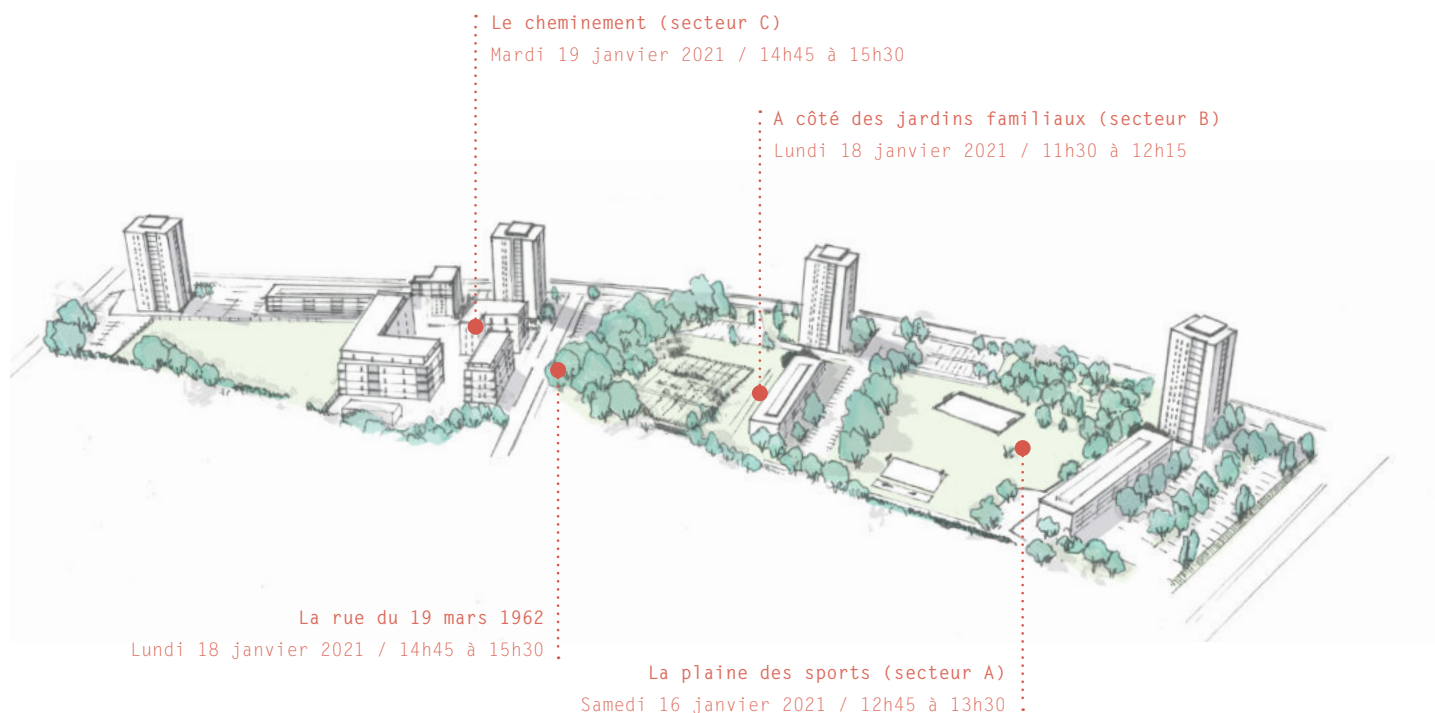 Le cheminement (secteur C)
Mardi 19 janvier 2021 / 14h45 à 15h30
A côté des jardins familiaux (secteur B)
Lundi 18 janvier 2021 / 11h30 à 12h15
La rue du 19 mars 1962
Lundi 18 janvier 2021 / 14h45 à 15h30
La plaine des sports (secteur A)
Samedi 16 janvier 2021 / 12h45 à 13h30